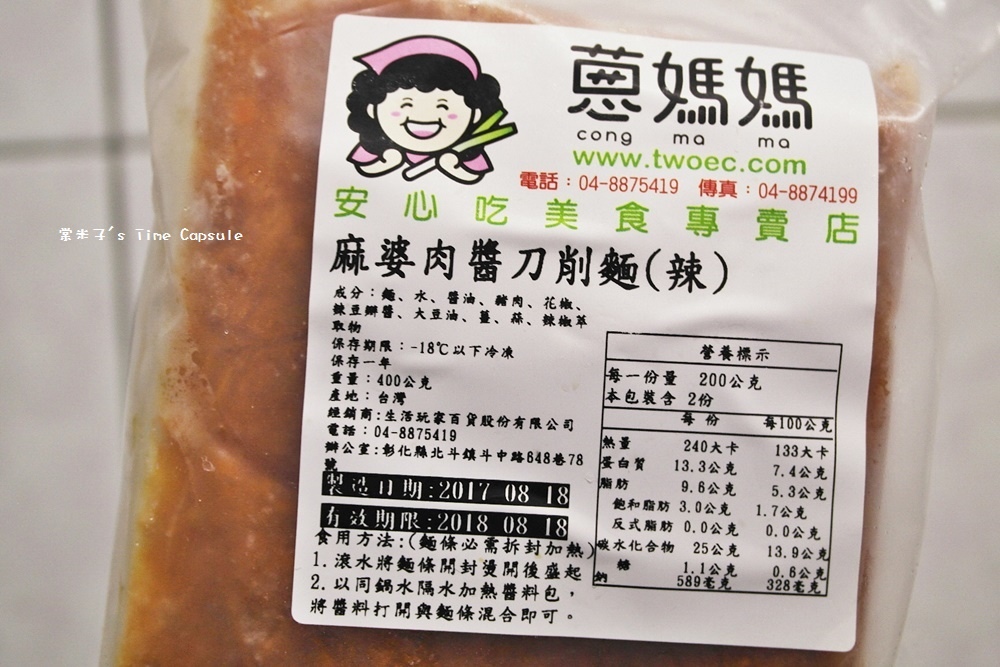 蔥媽媽
cong ma ma
www.twoec.com
電話：04-8875419 傳真：04-8874199
安心吃美食專賣店
麻婆肉醬刀削麵(辣)
成分：麵、水、醬油、豬肉、花椒、
辣豆瓣醬、大豆油、薑、蒜、辣椒萃
取物
保存期限：-18℃以下冷凍
保存一年
重量：400公克
產地：台灣
經銷商:生活玩家百貨股份有限公司
電話：04-8875419
辦公室:彰化縣北斗鎮斗中路648巷78
號
製造日期:2017 08 18
有效期限:2018 08 18
食用方法:(麵條必需拆封加熱)
1.滾水將麵條開封燙開後盛起
2.以同鍋水隔水加熱醬料包，
將醬料打開與麵條混合即可。
營養標示
每一份量 200公克
本包裝含 2份
每份 每100公克
熱量 240大卡 133大卡
蛋白質 13.3公克 7.4公克
脂肪 9.6公克 5.3公克
飽和脂肪 3.0公克 1.7公克
反式脂肪 0.0公克 0.0公克
碳水化合物 25公克 13.9公克
糖 1.1公克 0.6公克
鈉 589毫克 328毫克
棠米子's Time Capsule